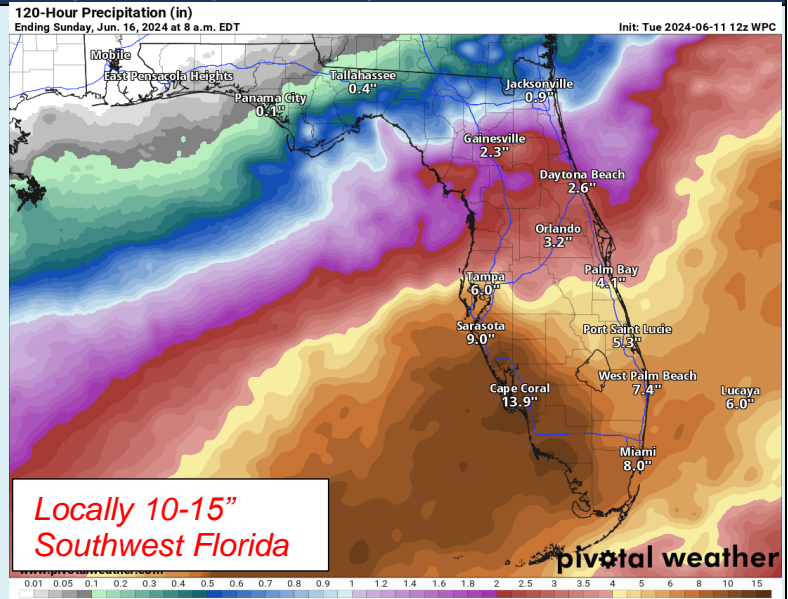 120-Hour Precipitation (in)
Ending Sunday, Jun. 16, 2024 at 8 a.m. EDT
Init: Tue 2024-06-11 12z WPC
Mobile
East Pensacola Heights
Tallahassee
0.4"
Panama City
0.1"
Jacksonville
0.9"
Gainesville
2.3"
Daytona Beach
2.6"
Orlando
3.2"
Palm Bay
4.1"
Tampa
6.0"
Sarasota
9.0"
Port Saint Lucie
5.3"
West Palm Beach
7.4"
Cape Coral
13.9"
Lucaya
6.0"
Miami
8.0"
Locally 10-15”
Southwest Florida
pivotal weather
0.01 0.05 0.1 0.2 0.3 0.4 0.5 0.6 0.7 0.8 0.9 1 1.2 1.4 1.6 1.8 2 2.5 3 3.5 4 5 6 8 10 15